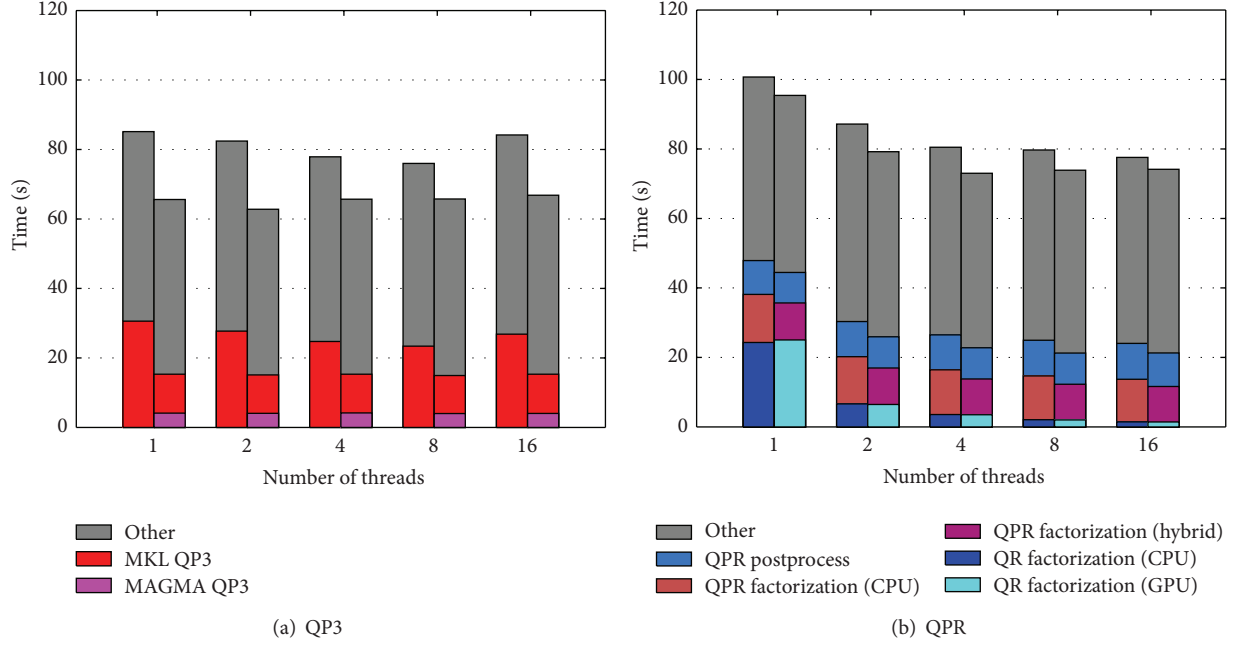 120
100
80
60
40
20
0
Time (s)
1 2 4 8 16
Number of threads
Other
MKL QP3
MAGMA QP3
(a) QP3
120
100
80
60
40
20
0
Time (s)
1 2 4 8 16
Number of threads
Other
QPR postprocess
QPR factorization (CPU)
QPR factorization (hybrid)
QR factorization (CPU)
QR factorization (GPU)
(b) QPR